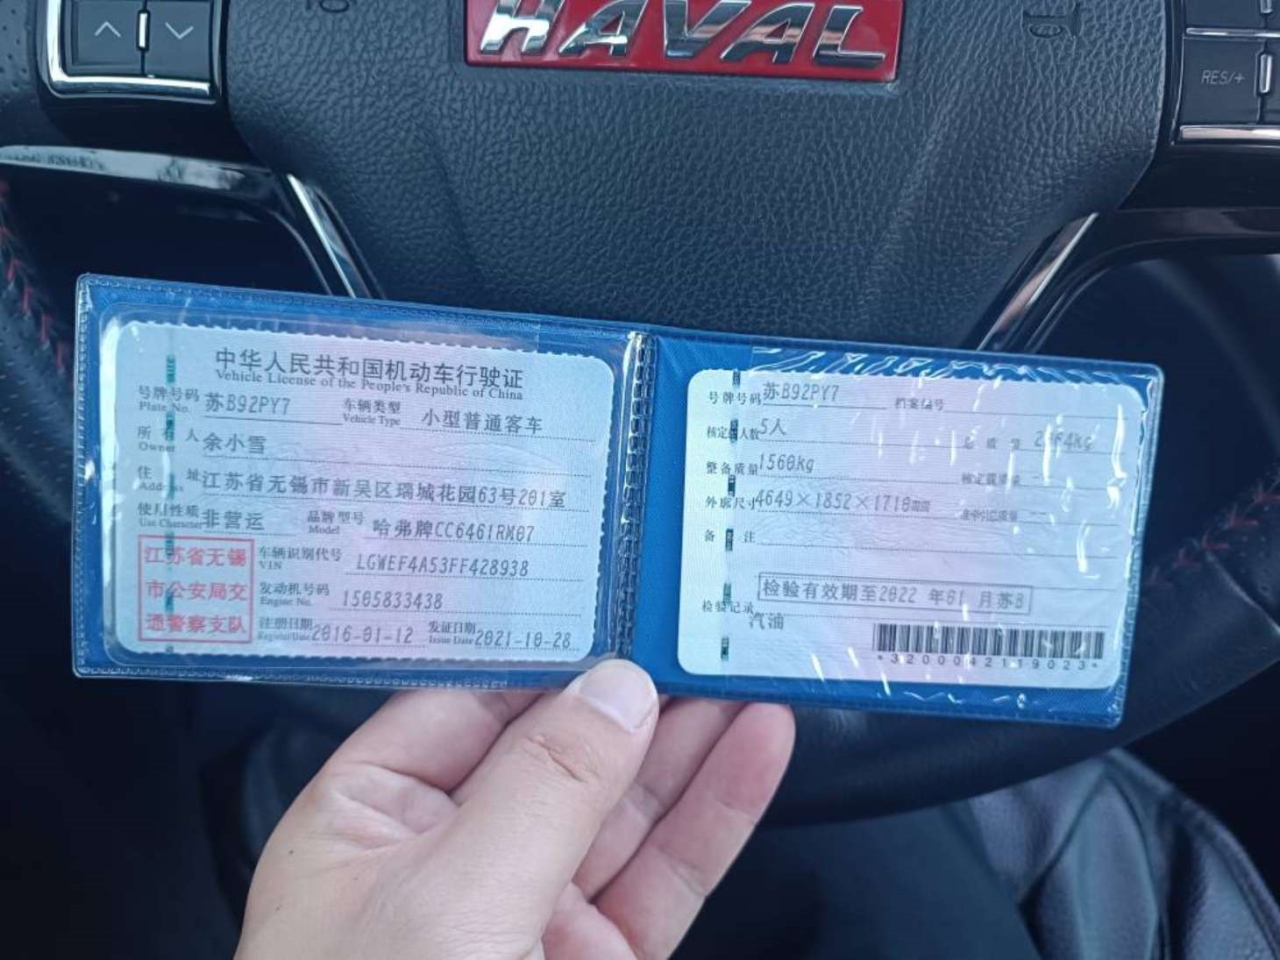 HAVAL
RES/+
中华人民共和国机动车行驶证
Vehicle License of the People's Republic of China
号牌号码 苏B92PY7 车辆类型 小型普通客车
Plate No. Vehicle Type
所有人 余小雪
Owner
住址 江苏省无锡市新吴区瑞城花园63号201室
Address
使用性质 非营运 品牌型号 哈弗牌CC6461RM07
Use Character Model
江苏省无锡
市公安局交
通警察支队
车辆识别代号 LGWEF4A53FF428938
VIN
发动机号码 1505833438
Engine No.
注册日期 2016-01-12 发证日期 2021-10-28
Register Date Issue Date
号牌号码 苏B92PY7 档案编号
核定载人数 5人 总质量
整备质量 1560kg 核定载质量 --
外廓尺寸 4649×1852×1710mm 准牵引总质量 --
备注
检验有效期至2022年01月苏B
检验记录
汽油
*3200042119023*